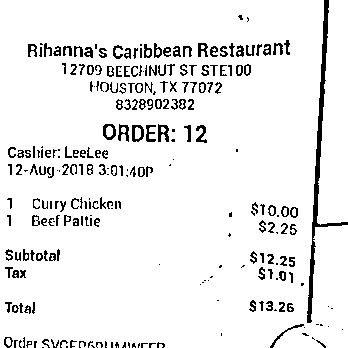 Rihanna's Caribbean Restaurant
12709 BEECHNUT ST STE100
HOUSTON, TX 77072
8328902382
ORDER: 12
Cashier: LeeLee
12-Aug-2018 3:01:40P
1 Curry Chicken $10.00
1 Beef Pattie $2.25
Subtotal $12.25
Tax $1.01
Total $13.26
Order